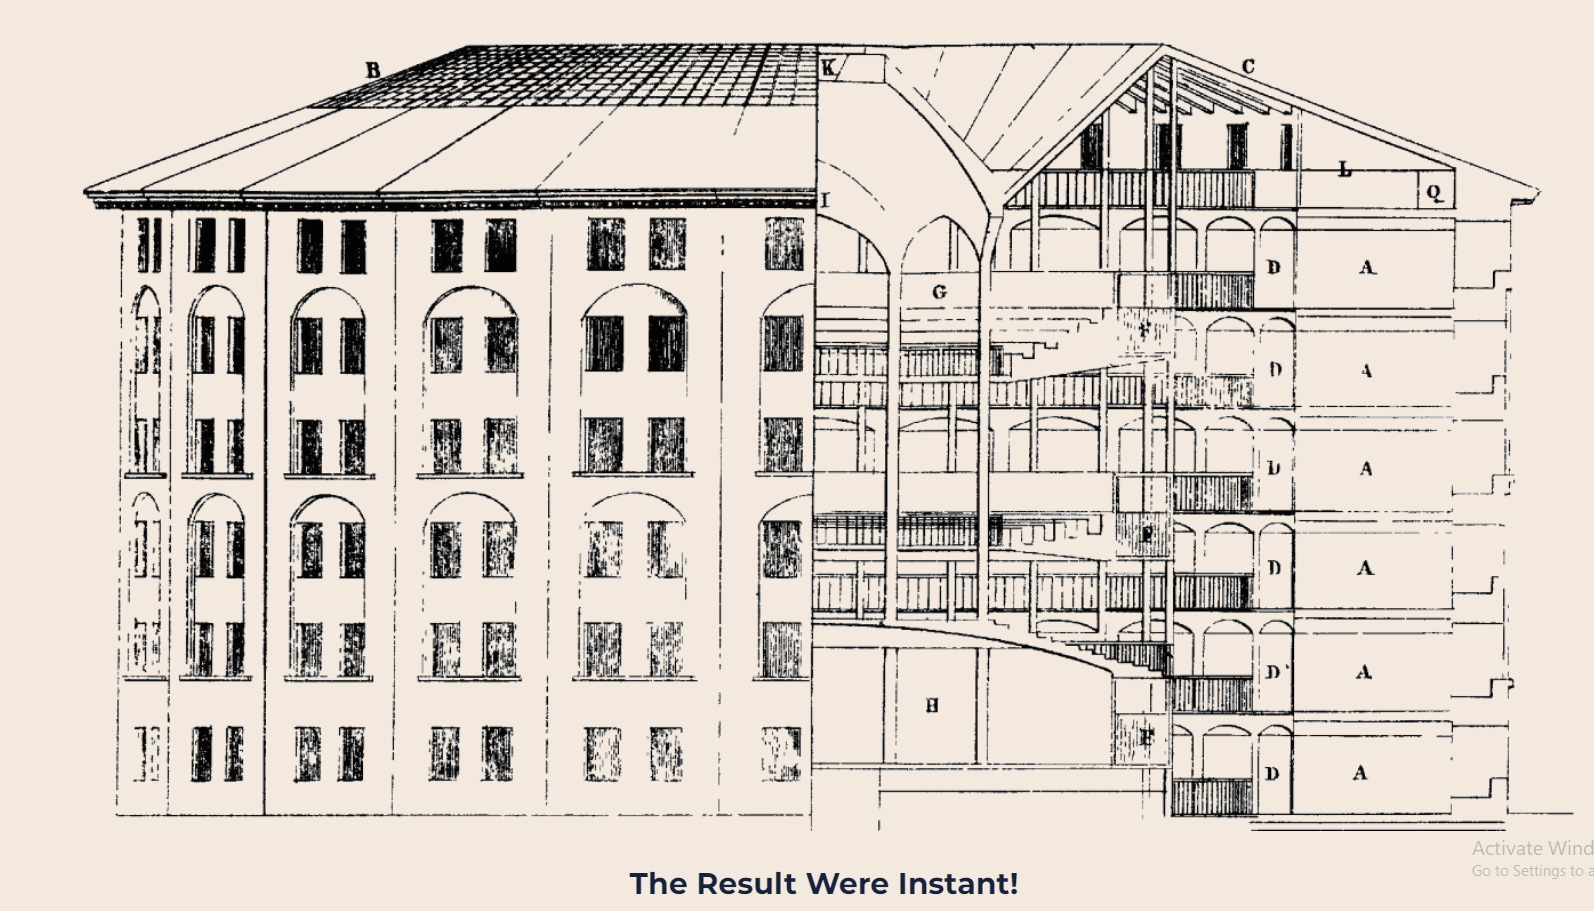 B
K
C
I
L
Q
D
A
G
F
D
A
D
A
F
D
A
H
D
A
F
D
A
The Result Were Instant!
Activate Wind
Go to Settings to a